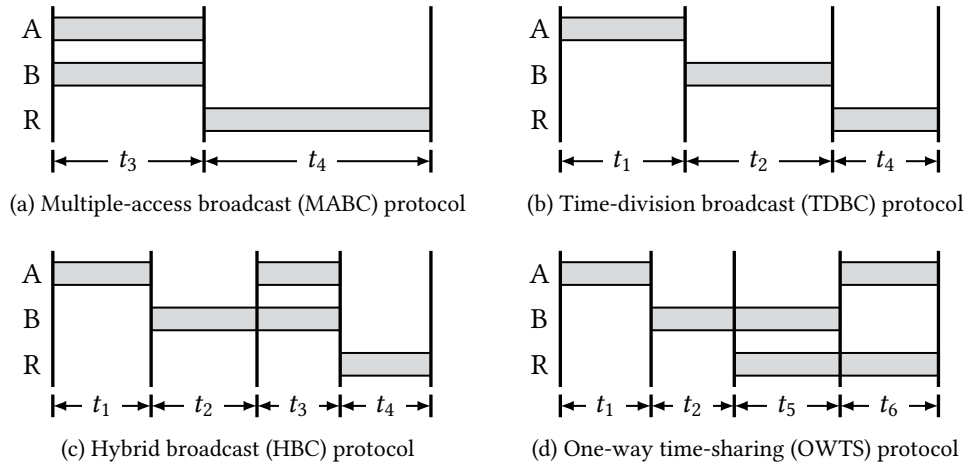 A
B
R
t3 t4
(a) Multiple-access broadcast (MABC) protocol
A
B
R
t1 t2 t4
(b) Time-division broadcast (TDBC) protocol
A
B
R
t1 t2 t3 t4
(c) Hybrid broadcast (HBC) protocol
A
B
R
t1 t2 t5 t6
(d) One-way time-sharing (OWTS) protocol